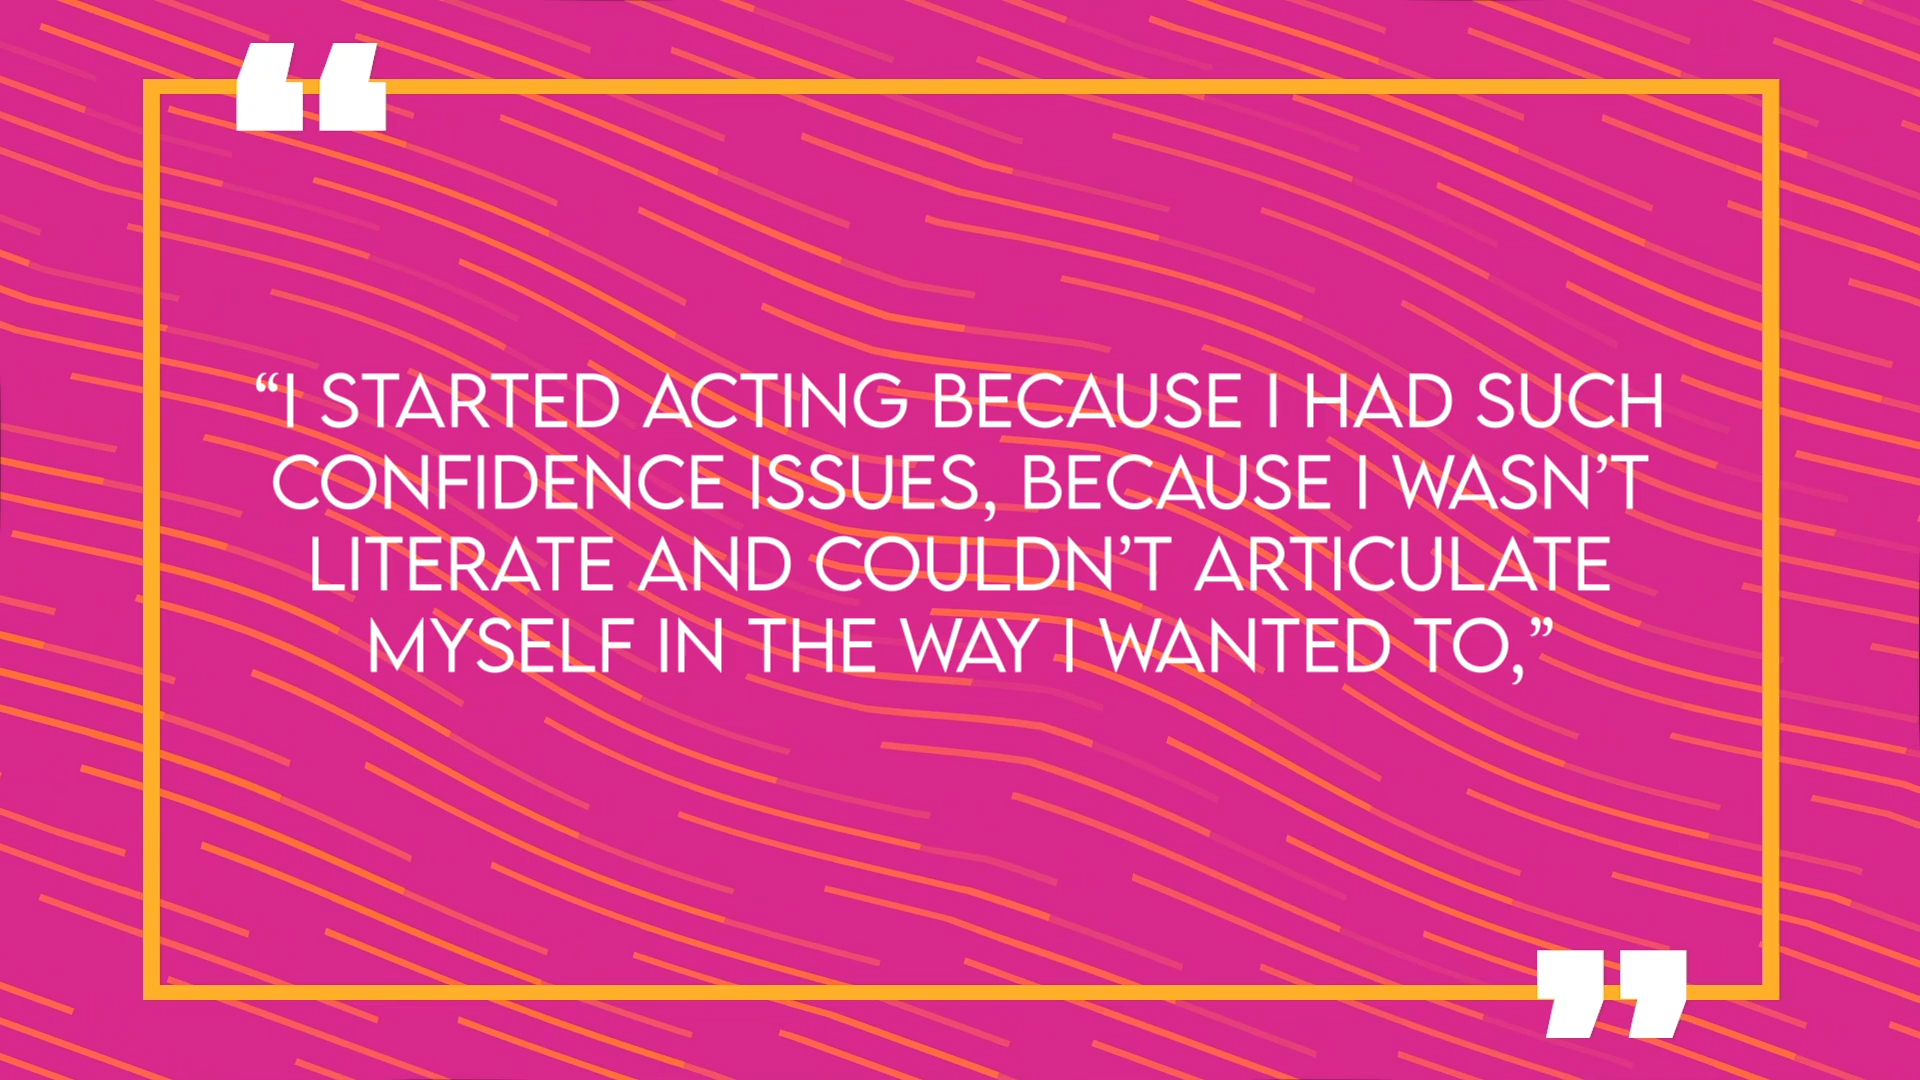 “I STARTED ACTING BECAUSE I HAD SUCH
CONFIDENCE ISSUES, BECAUSE I WASN’T
LITERATE AND COULDN’T ARTICULATE
MYSELF IN THE WAY I WANTED TO,”